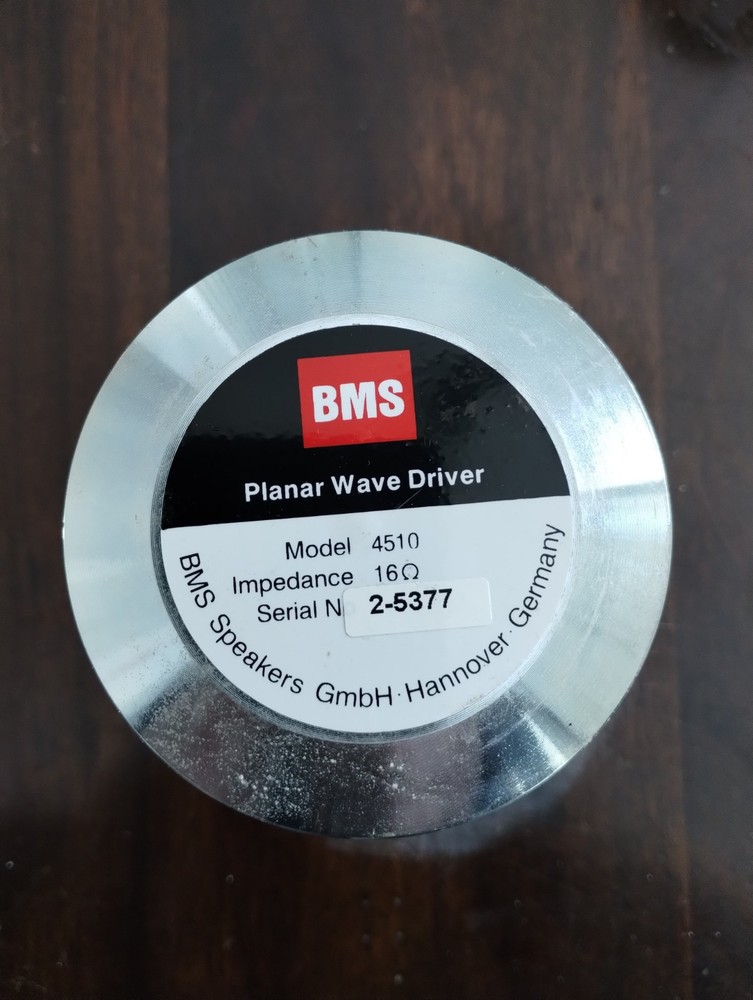 BMS
Planar Wave Driver
Model 4510
Impedance 16Ω
Serial N 2-5377
BMS Speakers GmbH · Hannover · Germany